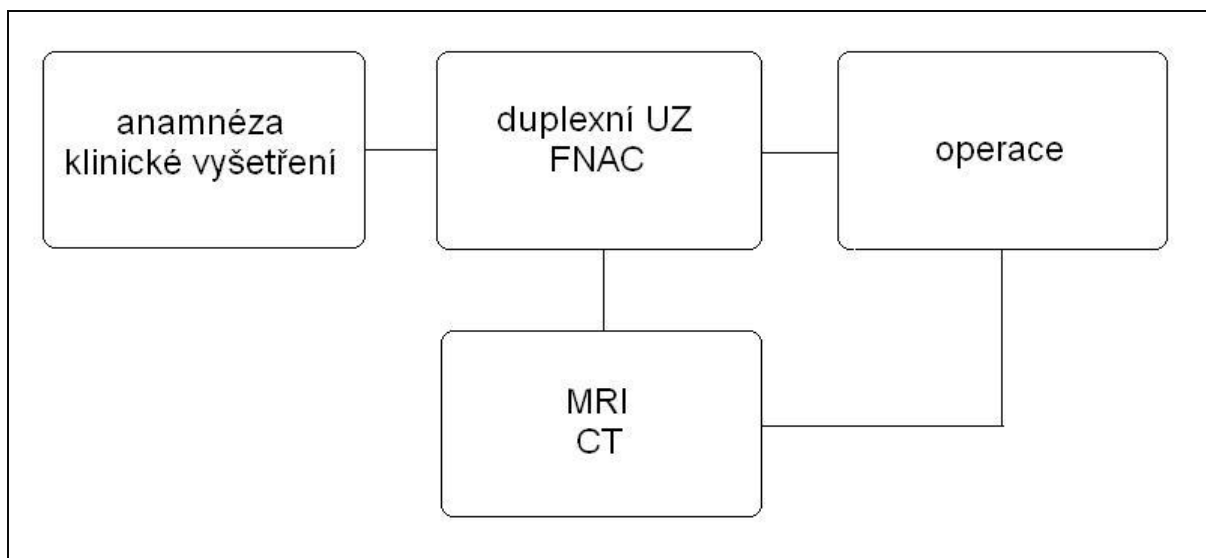 anamnéza
klinické vyšetření
duplexní UZ
FNAC
operace
MRI
CT